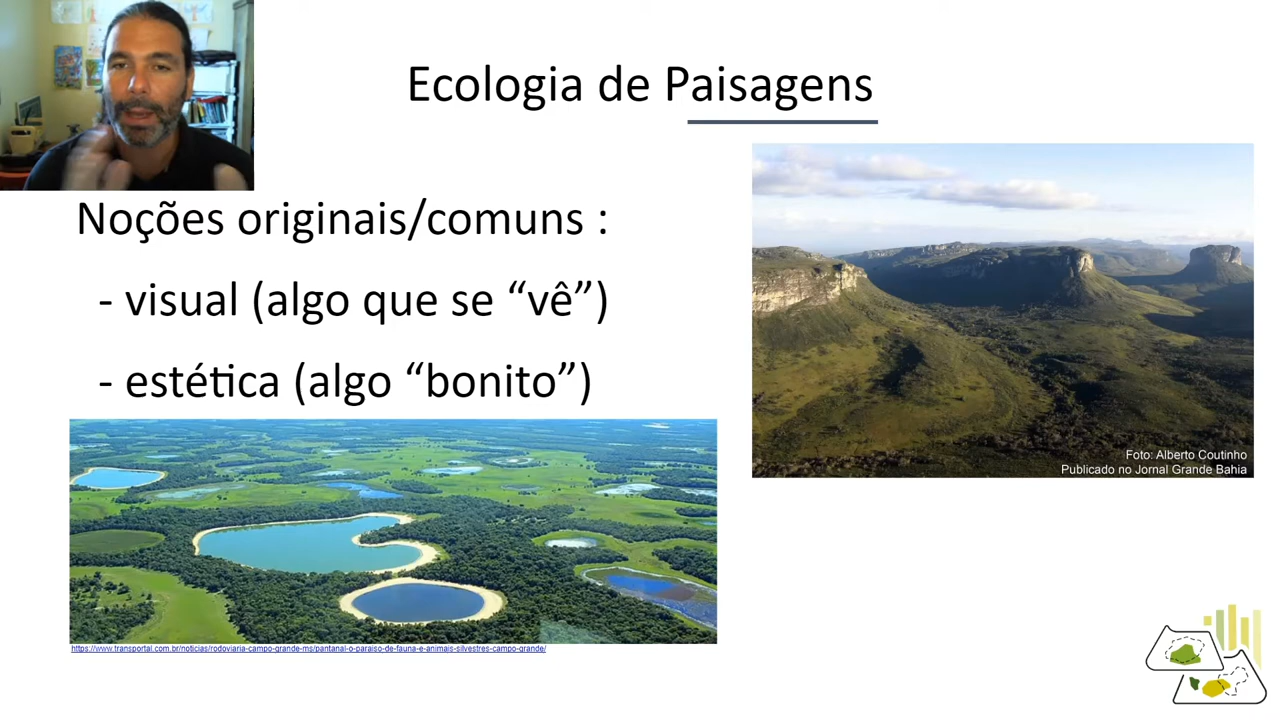 Ecologia de Paisagens
Noções originais/comuns :
- visual (algo que se “vê”)
- estética (algo “bonito”)
Foto: Alberto Coutinho
Publicado no Jornal Grande Bahia
https://www.transportal.com.br/noticias/rodoviaria-campo-grande-ms/pantanal-o-paraiso-de-fauna-e-animais-silvestres-campo-grande/